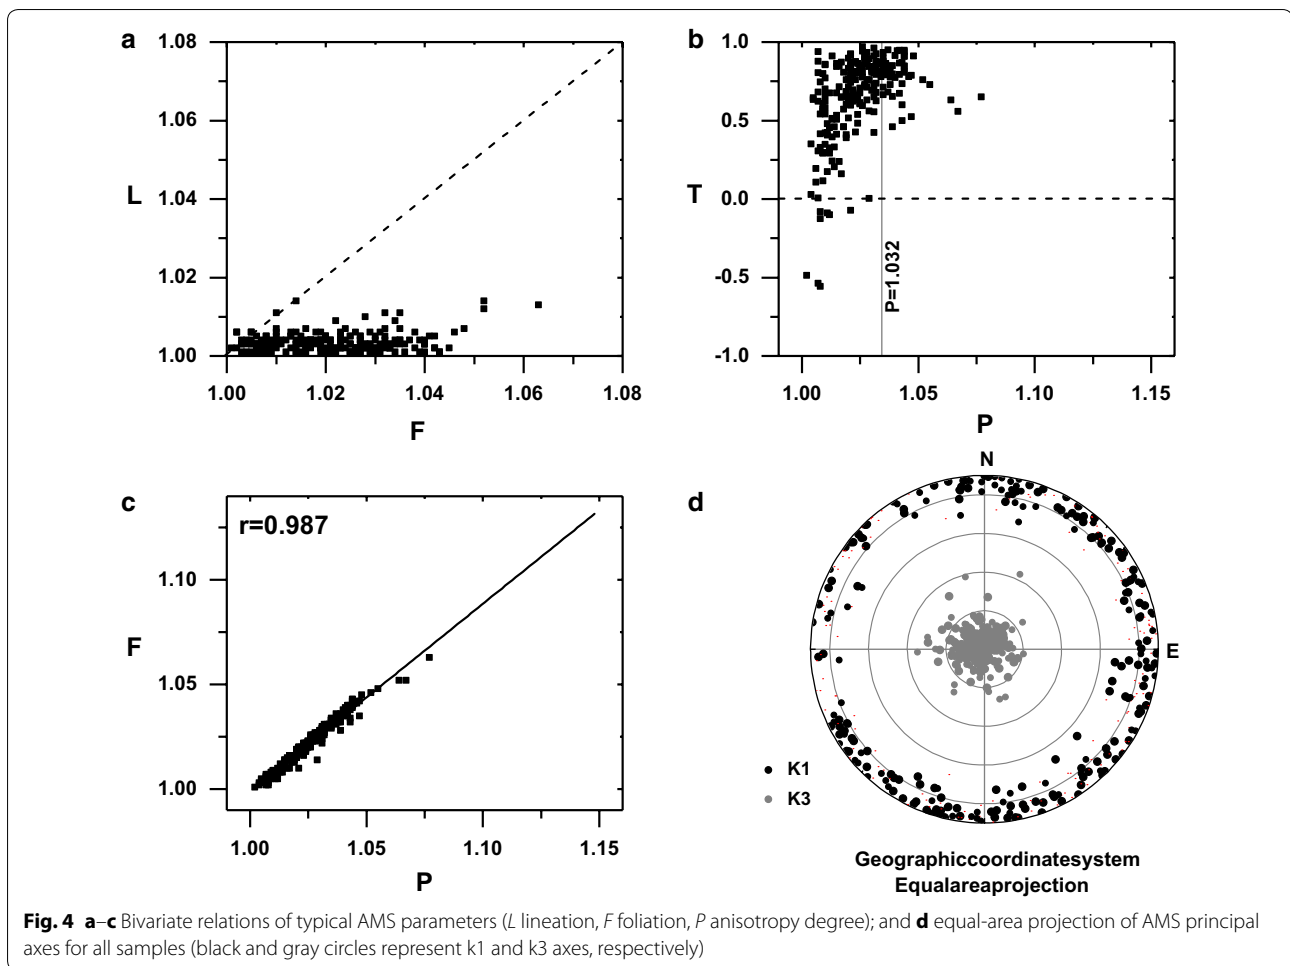 a
1.08
1.06
L 1.04
1.02
1.00
1.00 1.02 1.04 1.06 1.08
F
b
1.0
0.5
T 0.0
-0.5
-1.0
P=1.032
1.00 1.05 1.10 1.15
P
c
r=0.987
1.10
F
1.05
1.00
1.00 1.05 1.10 1.15
P
d
N
E
K1
K3
Geographiccoordinatesystem
Equalareaprojection
Fig. 4 a–c Bivariate relations of typical AMS parameters (L lineation, F foliation, P anisotropy degree); and d equal-area projection of AMS principal
axes for all samples (black and gray circles represent k1 and k3 axes, respectively)